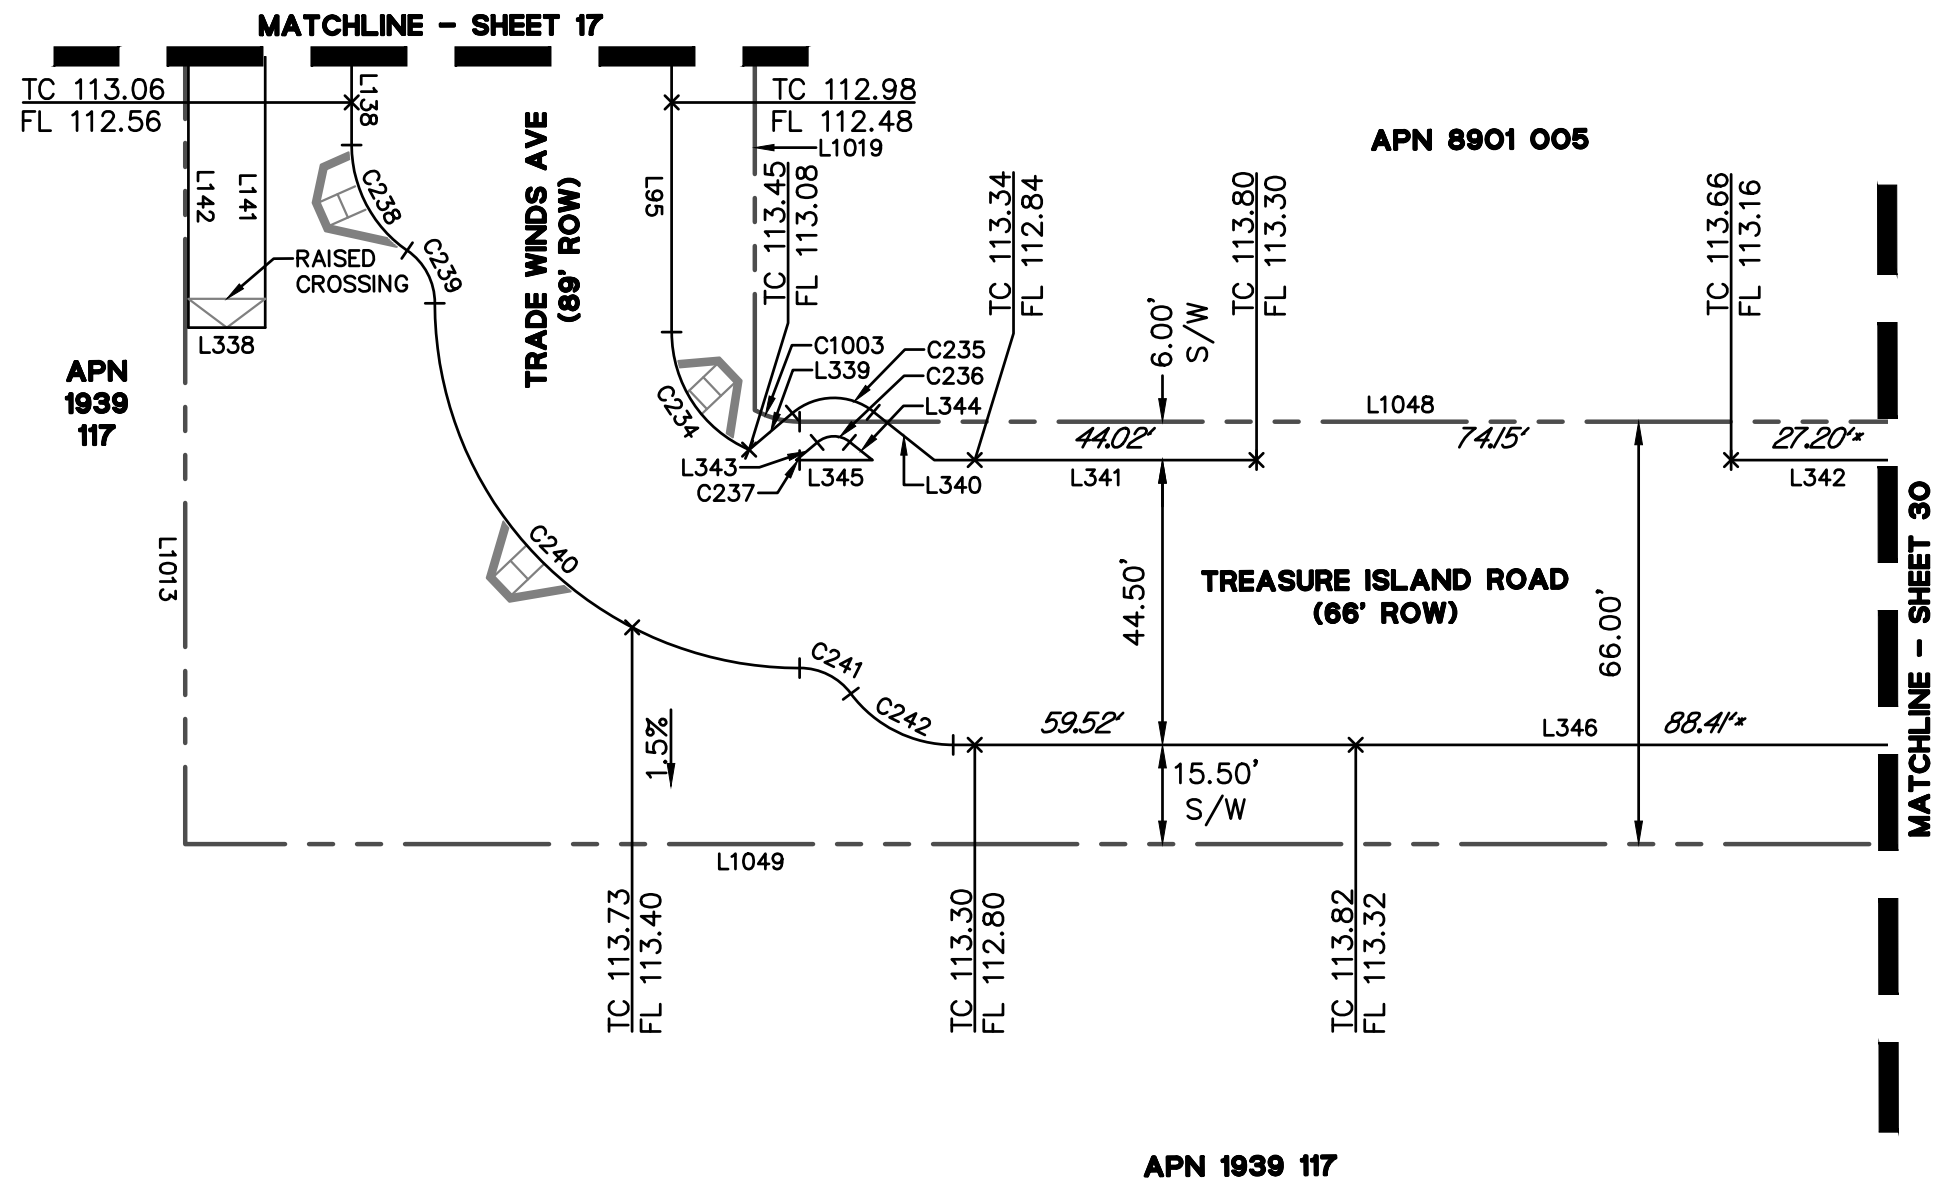 MATCHLINE - SHEET 17
TC 113.06
FL 112.56
L138
TC 112.98
FL 112.48
L1019
APN 8901 005
L142
L141
C238
C239
RAISED
CROSSING
L338
TRADE WINDS AVE
(89' ROW)
L95
TC 113.45
FL 113.08
TC 113.34
FL 112.84
TC 113.80
FL 113.30
TC 113.66
FL 113.16
6.00'
S/W
C1003
L339
C235
C236
L344
APN
1939
117
C234
L1048
44.02'
74.15'
27.20'*
L343
C237
L345
L340
L341
L342
MATCHLINE - SHEET 30
L1013
C240
44.50'
TREASURE ISLAND ROAD
(66' ROW)
66.00'
C241
C242
1.5%
59.52'
L346
88.41'*
15.50'
S/W
L1049
TC 113.73
FL 113.40
TC 113.30
FL 112.80
TC 113.82
FL 113.32
APN 1939 117